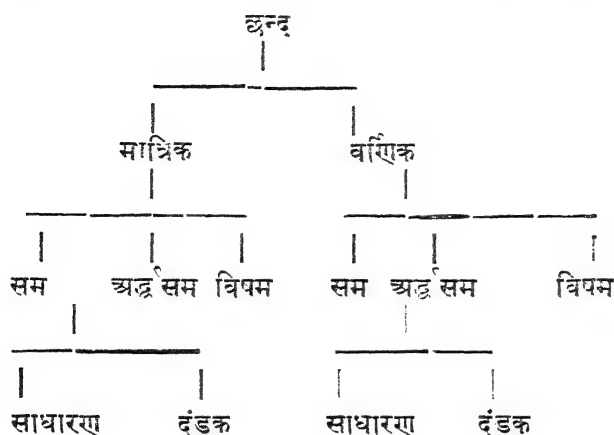 छन्द्
मात्रिक वर्णिक
सम अर्द्ध सम विषम सम अर्द्ध सम विषम
साधारण दंडक साधारण दंडक